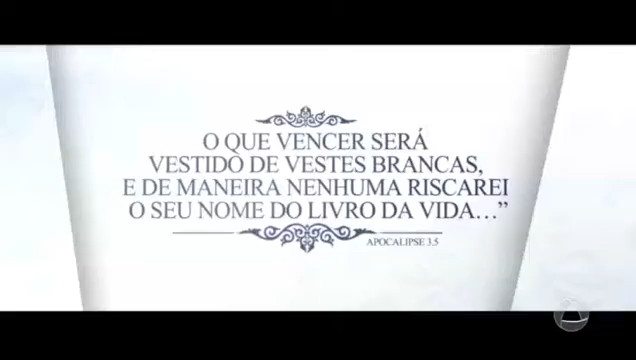 O QUE VENCER SERÁ
VESTIDO DE VESTES BRANCAS,
E DE MANEIRA NENHUMA RISCAREI
O SEU NOME DO LIVRO DA VIDA...”
APOCALIPSE 3.5